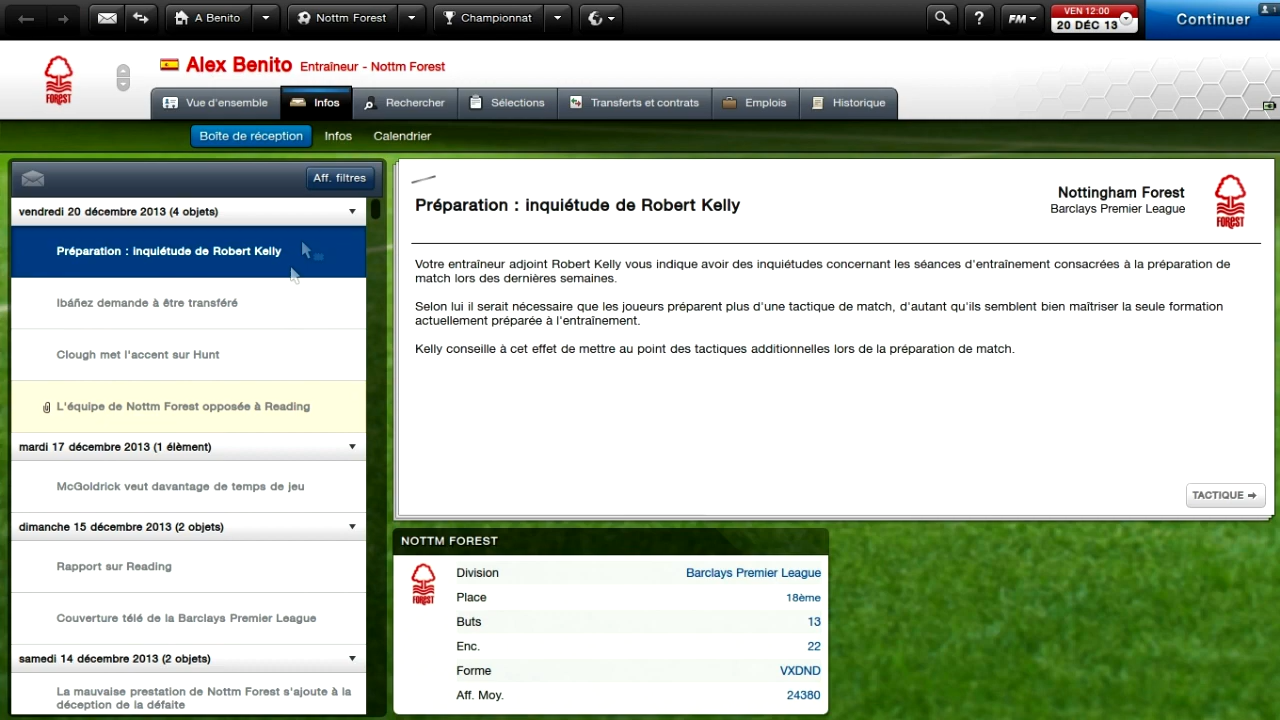 A Benito
Nottm Forest
Championnat
?
FM
VEN 12:00
20 DÉC 13
Continuer
1
FOREST
Alex Benito Entraîneur - Nottm Forest
Vue d'ensemble
Infos
Rechercher
Sélections
Transferts et contrats
Emplois
Historique
Boîte de réception
Infos
Calendrier
Aff. filtres
vendredi 20 décembre 2013 (4 objets)
Préparation : inquiétude de Robert Kelly
Ibáñez demande à être transféré
Clough met l'accent sur Hunt
L'équipe de Nottm Forest opposée à Reading
mardi 17 décembre 2013 (1 élèment)
McGoldrick veut davantage de temps de jeu
dimanche 15 décembre 2013 (2 objets)
Rapport sur Reading
Couverture télé de la Barclays Premier League
samedi 14 décembre 2013 (2 objets)
La mauvaise prestation de Nottm Forest s'ajoute à la
déception de la défaite
Préparation : inquiétude de Robert Kelly
Nottingham Forest
Barclays Premier League
FOREST
Votre entraîneur adjoint Robert Kelly vous indique avoir des inquiétudes concernant les séances d'entraînement consacrées à la préparation de
match lors des dernières semaines.
Selon lui il serait nécessaire que les joueurs préparent plus d'une tactique de match, d'autant qu'ils semblent bien maîtriser la seule formation
actuellement préparée à l'entraînement.
Kelly conseille à cet effet de mettre au point des tactiques additionnelles lors de la préparation de match.
TACTIQUE
NOTTM FOREST
FOREST
Division Barclays Premier League
Place 18ème
Buts 13
Enc. 22
Forme VXDND
Aff. Moy. 24380